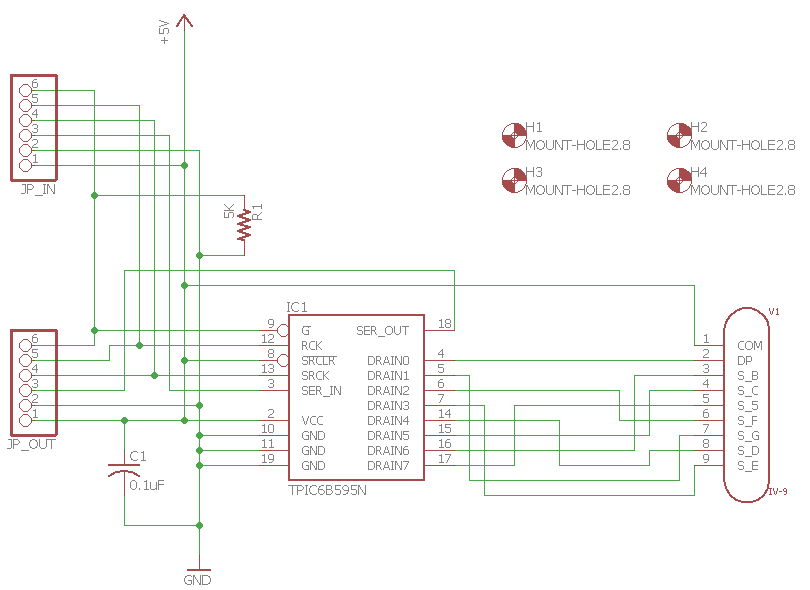 +5V
6
5
4
3
2
1
JP_IN
H1
MOUNT-HOLE2.8
H2
MOUNT-HOLE2.8
H3
MOUNT-HOLE2.8
H4
MOUNT-HOLE2.8
5K
R1
6
5
4
3
2
1
JP_OUT
C1
0.1uF
GND
IC1
9 G SER_OUT 18
12 RCK
8 SRCLR DRAIN0 4
13 SRCK DRAIN1 5
3 SER_IN DRAIN2 6
DRAIN3 7
2 VCC DRAIN4 14
10 GND DRAIN5 15
11 GND DRAIN6 16
19 GND DRAIN7 17
TPIC6B595N
V1
1 COM
2 DP
3 S_B
4 S_C
5 S_5
6 S_F
7 S_G
8 S_D
9 S_E
IV-9